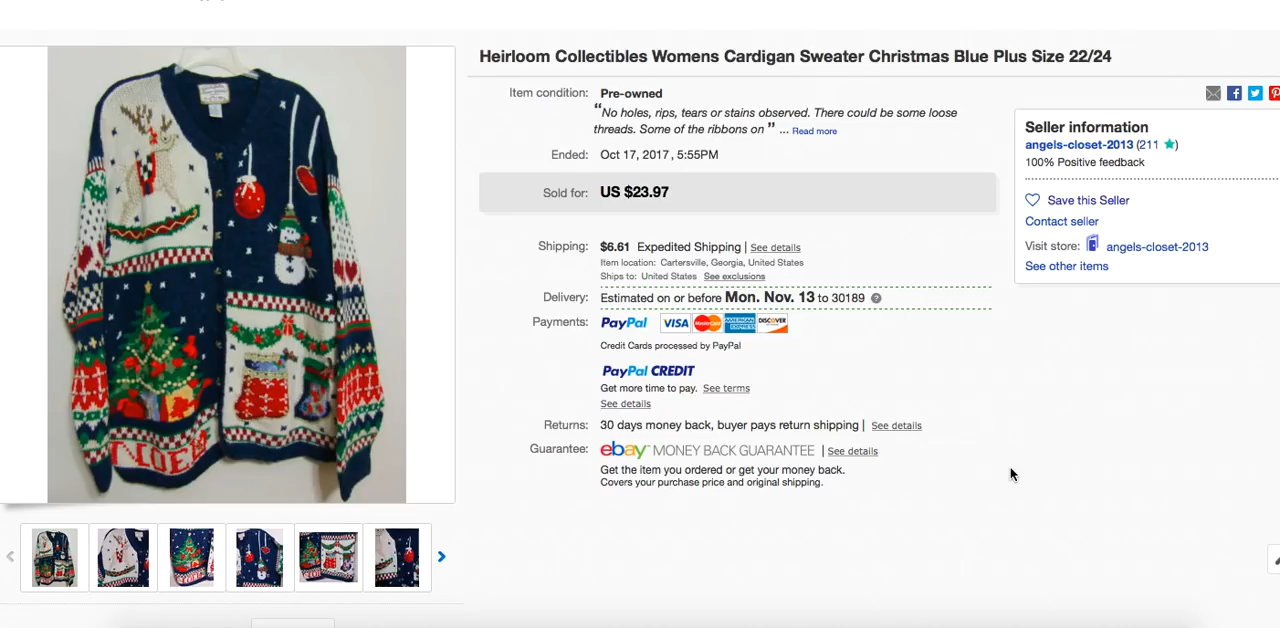 Heirloom Collectibles Womens Cardigan Sweater Christmas Blue Plus Size 22/24
Item condition: Pre-owned
“No holes, rips, tears or stains observed. There could be some loose
threads. Some of the ribbons on ” ... Read more
Ended: Oct 17, 2017 , 5:55PM
Sold for: US $23.97
Shipping: $6.61 Expedited Shipping | See details
Item location: Cartersville, Georgia, United States
Ships to: United States See exclusions
Delivery: Estimated on or before Mon. Nov. 13 to 30189 ?
Payments: PayPal VISA MasterCard AMERICAN EXPRESS DISCOVER
Credit Cards processed by PayPal
PayPal CREDIT
Get more time to pay. See terms
See details
Returns: 30 days money back, buyer pays return shipping | See details
Guarantee: ebay MONEY BACK GUARANTEE | See details
Get the item you ordered or get your money back.
Covers your purchase price and original shipping.
Seller information
angels-closet-2013 (211 ★)
100% Positive feedback
Save this Seller
Contact seller
Visit store: angels-closet-2013
See other items
NOEL